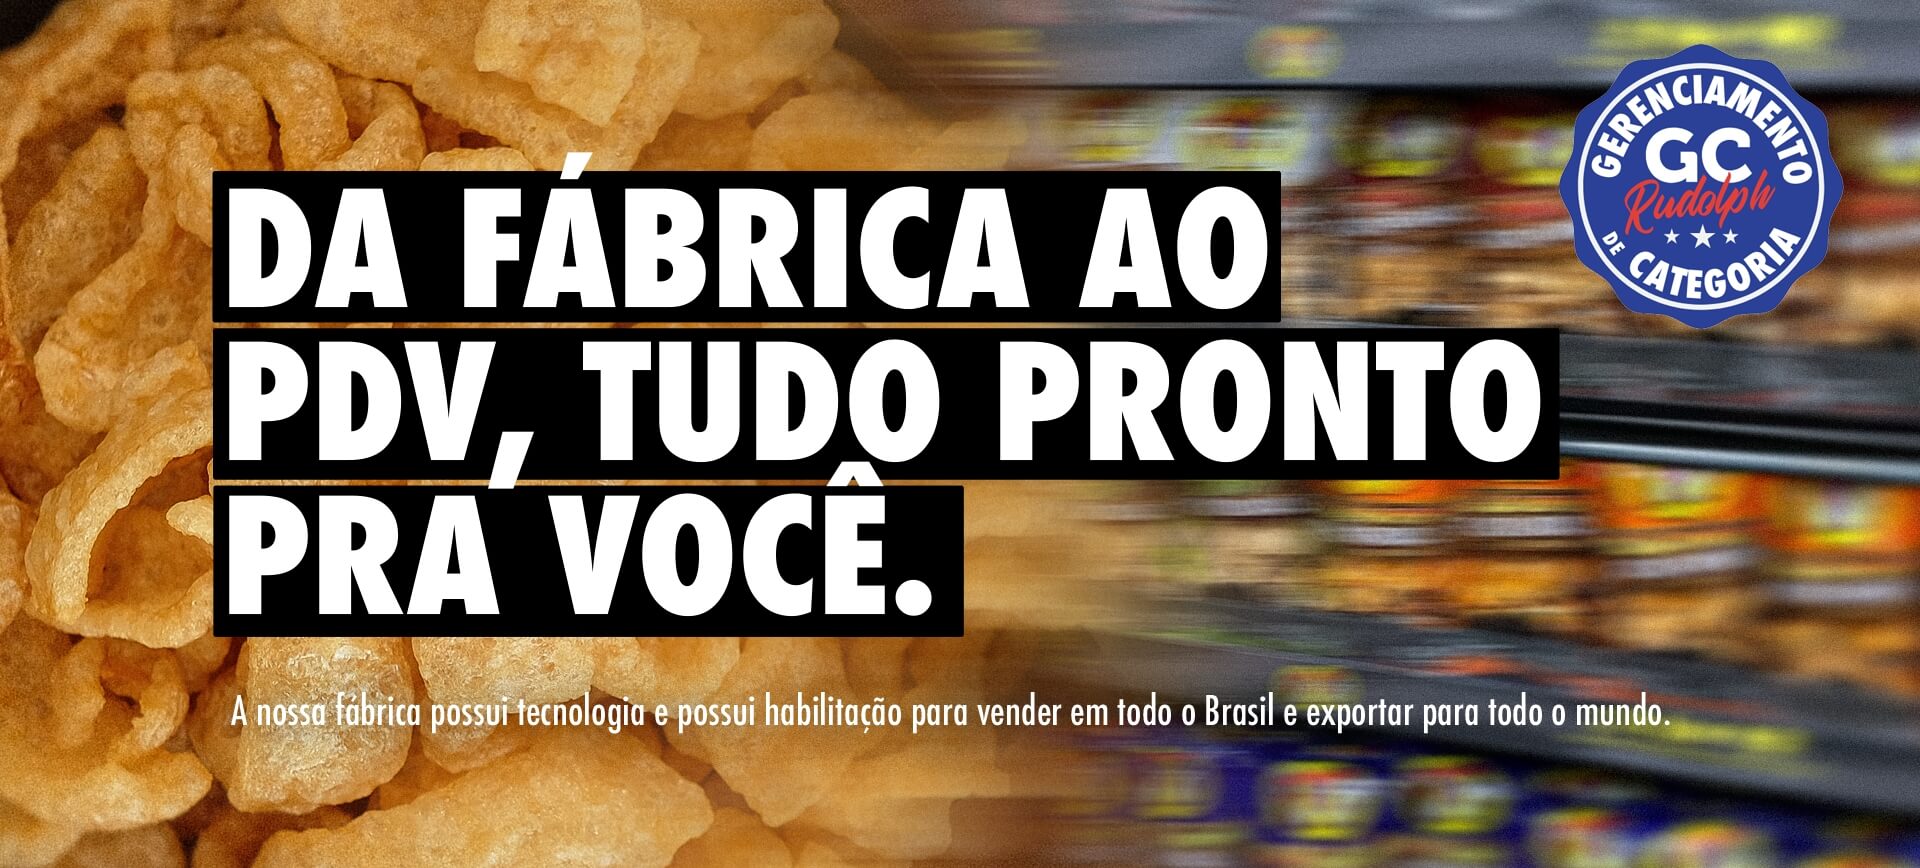 DA FÁBRICA AO
PDV, TUDO PRONTO
PRA VOCÊ.
A nossa fábrica possui tecnologia e possui habilitação para vender em todo o Brasil e exportar para todo o mundo.
GERENCIAMENTO
GC
Rudolph
DE CATEGORIA